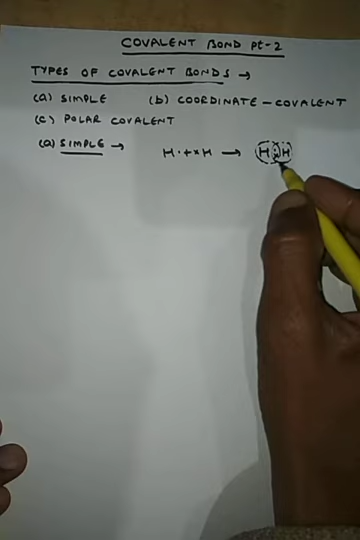 COVALENT BOND Pt-2
TYPES OF COVALENT BONDS →
(a) SIMPLE (b) COORDINATE-COVALENT
(c) POLAR COVALENT
(a) SIMPLE → H· + ×H → H:H